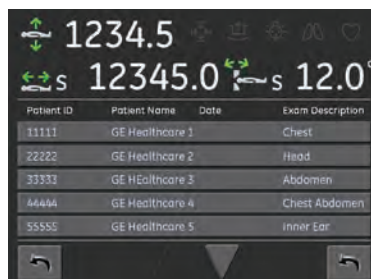 1234.5
S 12345.0 S 12.0°
Patient ID Patient Name Date Exam Description
11111 GE Healthcare 1 Chest
22222 GE Healthcare 2 Head
33333 GE HEalthcare 3 Abdomen
44444 GE Healthcare 4 Chest Abdomen
55555 GE Healthcare 5 Inner Ear